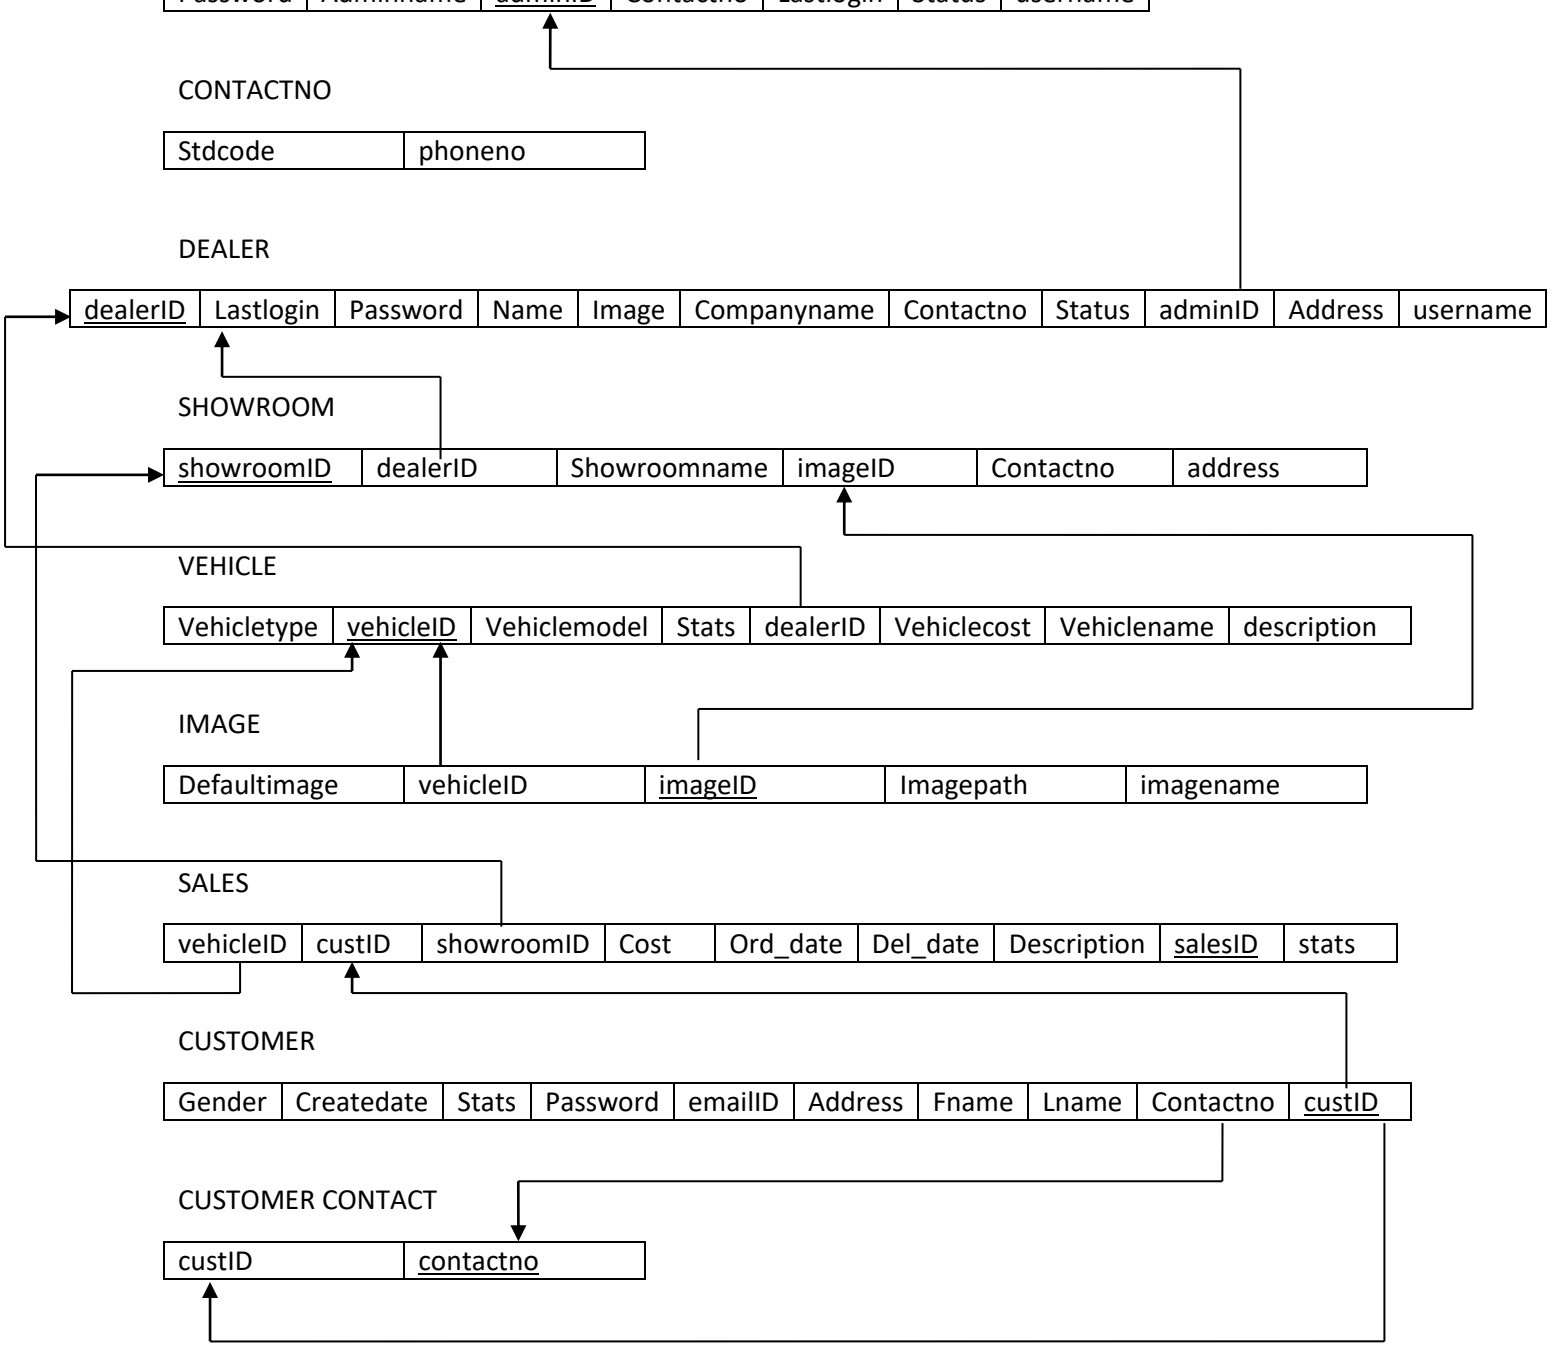 Password Adminname adminID Contactno Lastlogin Status username
CONTACTNO
Stdcode phoneno
DEALER
dealerID Lastlogin Password Name Image Companyname Contactno Status adminID Address username
SHOWROOM
showroomID dealerID Showroomname imageID Contactno address
VEHICLE
Vehicletype vehicleID Vehiclemodel Stats dealerID Vehiclecost Vehiclename description
IMAGE
Defaultimage vehicleID imageID Imagepath imagename
SALES
vehicleID custID showroomID Cost Ord_date Del_date Description salesID stats
CUSTOMER
Gender Createdate Stats Password emailID Address Fname Lname Contactno custID
CUSTOMER CONTACT
custID contactno